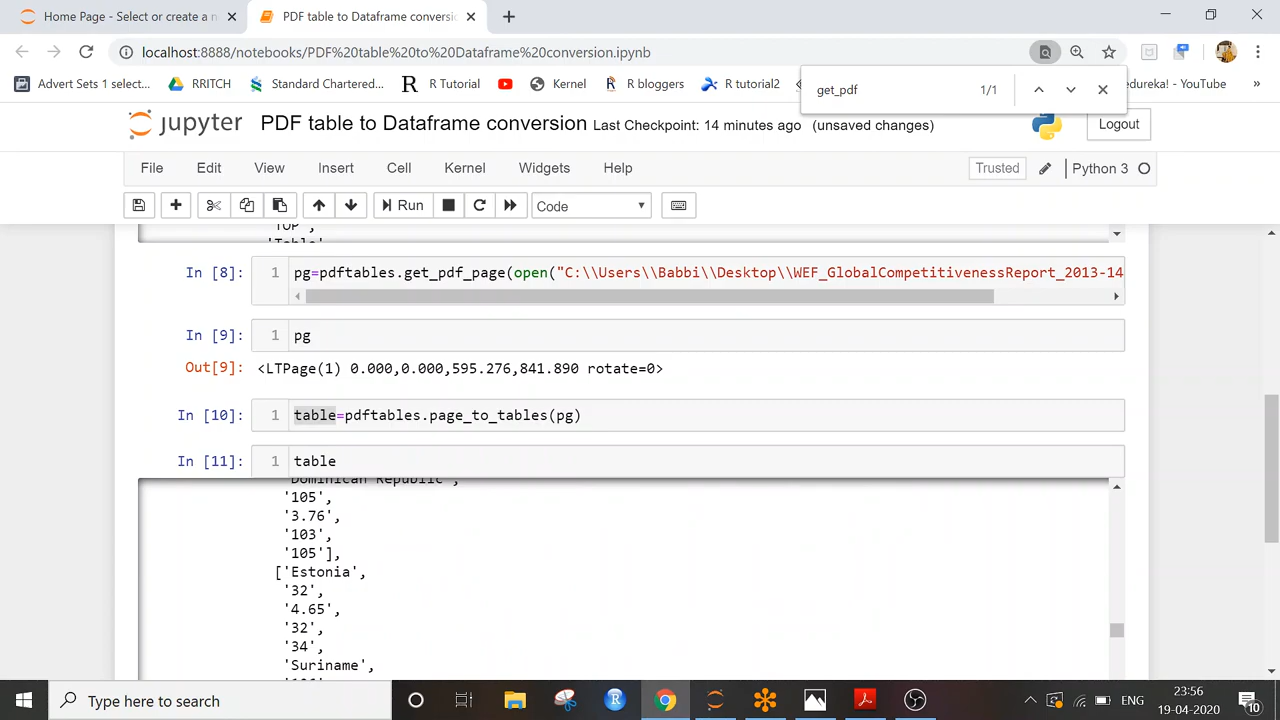 Home Page - Select or create a n
PDF table to Dataframe conversi
localhost:8888/notebooks/PDF%20table%20to%20Dataframe%20conversion.ipynb
Advert Sets 1 select...
RRITCH
Standard Chartered...
R Tutorial
Kernel
R bloggers
R tutorial2
edureka! - YouTube
get_pdf
1/1
jupyter
PDF table to Dataframe conversion Last Checkpoint: 14 minutes ago (unsaved changes)
Logout
File Edit View Insert Cell Kernel Widgets Help
Trusted
Python 3
Run
Code
'TOP',
'Table'
In [8]: 1 pg=pdftables.get_pdf_page(open("C:\\Users\\Babbi\\Desktop\\WEF_GlobalCompetitivenessReport_2013-14
In [9]: 1 pg
Out[9]: <LTPage(1) 0.000,0.000,595.276,841.890 rotate=0>
In [10]: 1 table=pdftables.page_to_tables(pg)
In [11]: 1 table
'Dominican Republic',
'105',
'3.76',
'103',
'105'],
['Estonia',
'32',
'4.65',
'32',
'34',
'Suriname',
Type here to search
ENG
23:56
19-04-2020
10